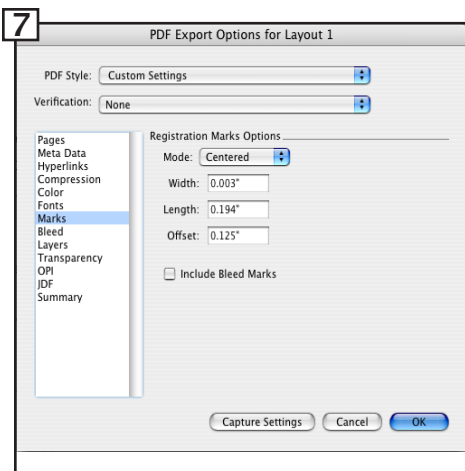 7
PDF Export Options for Layout 1
PDF Style: Custom Settings
Verification: None
Pages
Meta Data
Hyperlinks
Compression
Color
Fonts
Marks
Bleed
Layers
Transparency
OPI
JDF
Summary
Registration Marks Options
Mode: Centered
Width: 0.003"
Length: 0.194"
Offset: 0.125"
Include Bleed Marks
Capture Settings Cancel OK